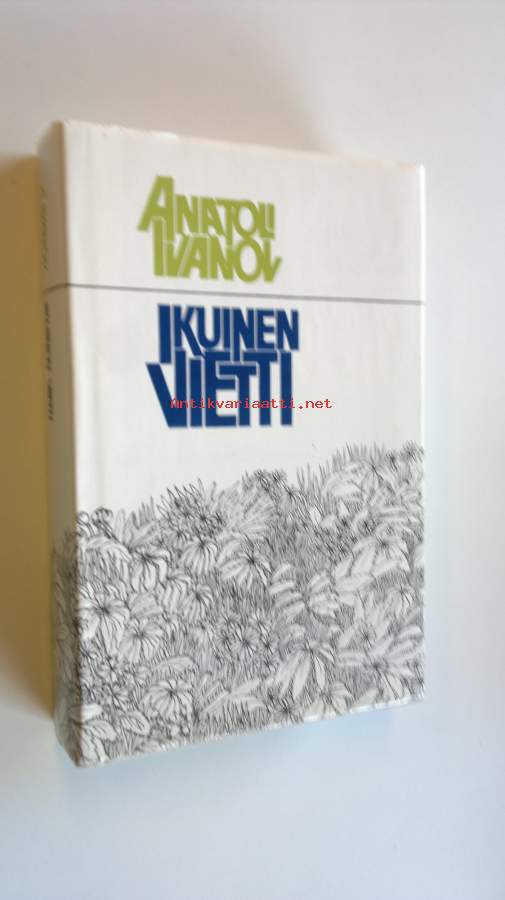 ANATOLI
IVANOV
IKUINEN
VIETTI
Antikvariaatti.net